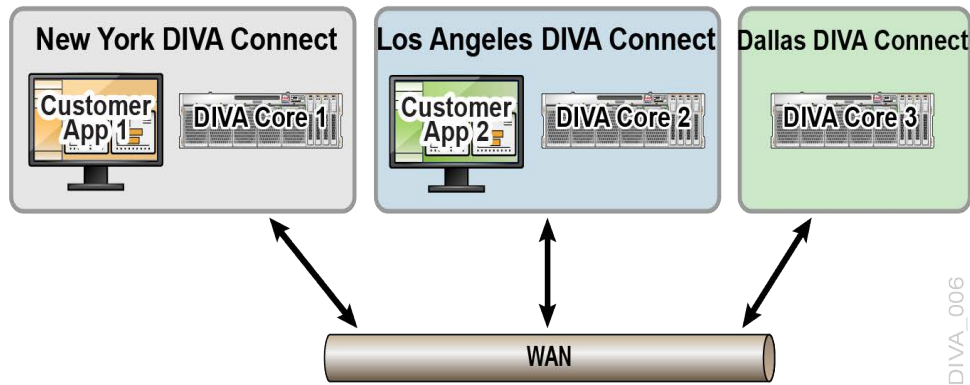 New York DIVA Connect
Los Angeles DIVA Connect
Dallas DIVA Connect
Customer
App 1
DIVA Core 1
Customer
App 2
DIVA Core 2
DIVA Core 3
WAN
DIVA_006